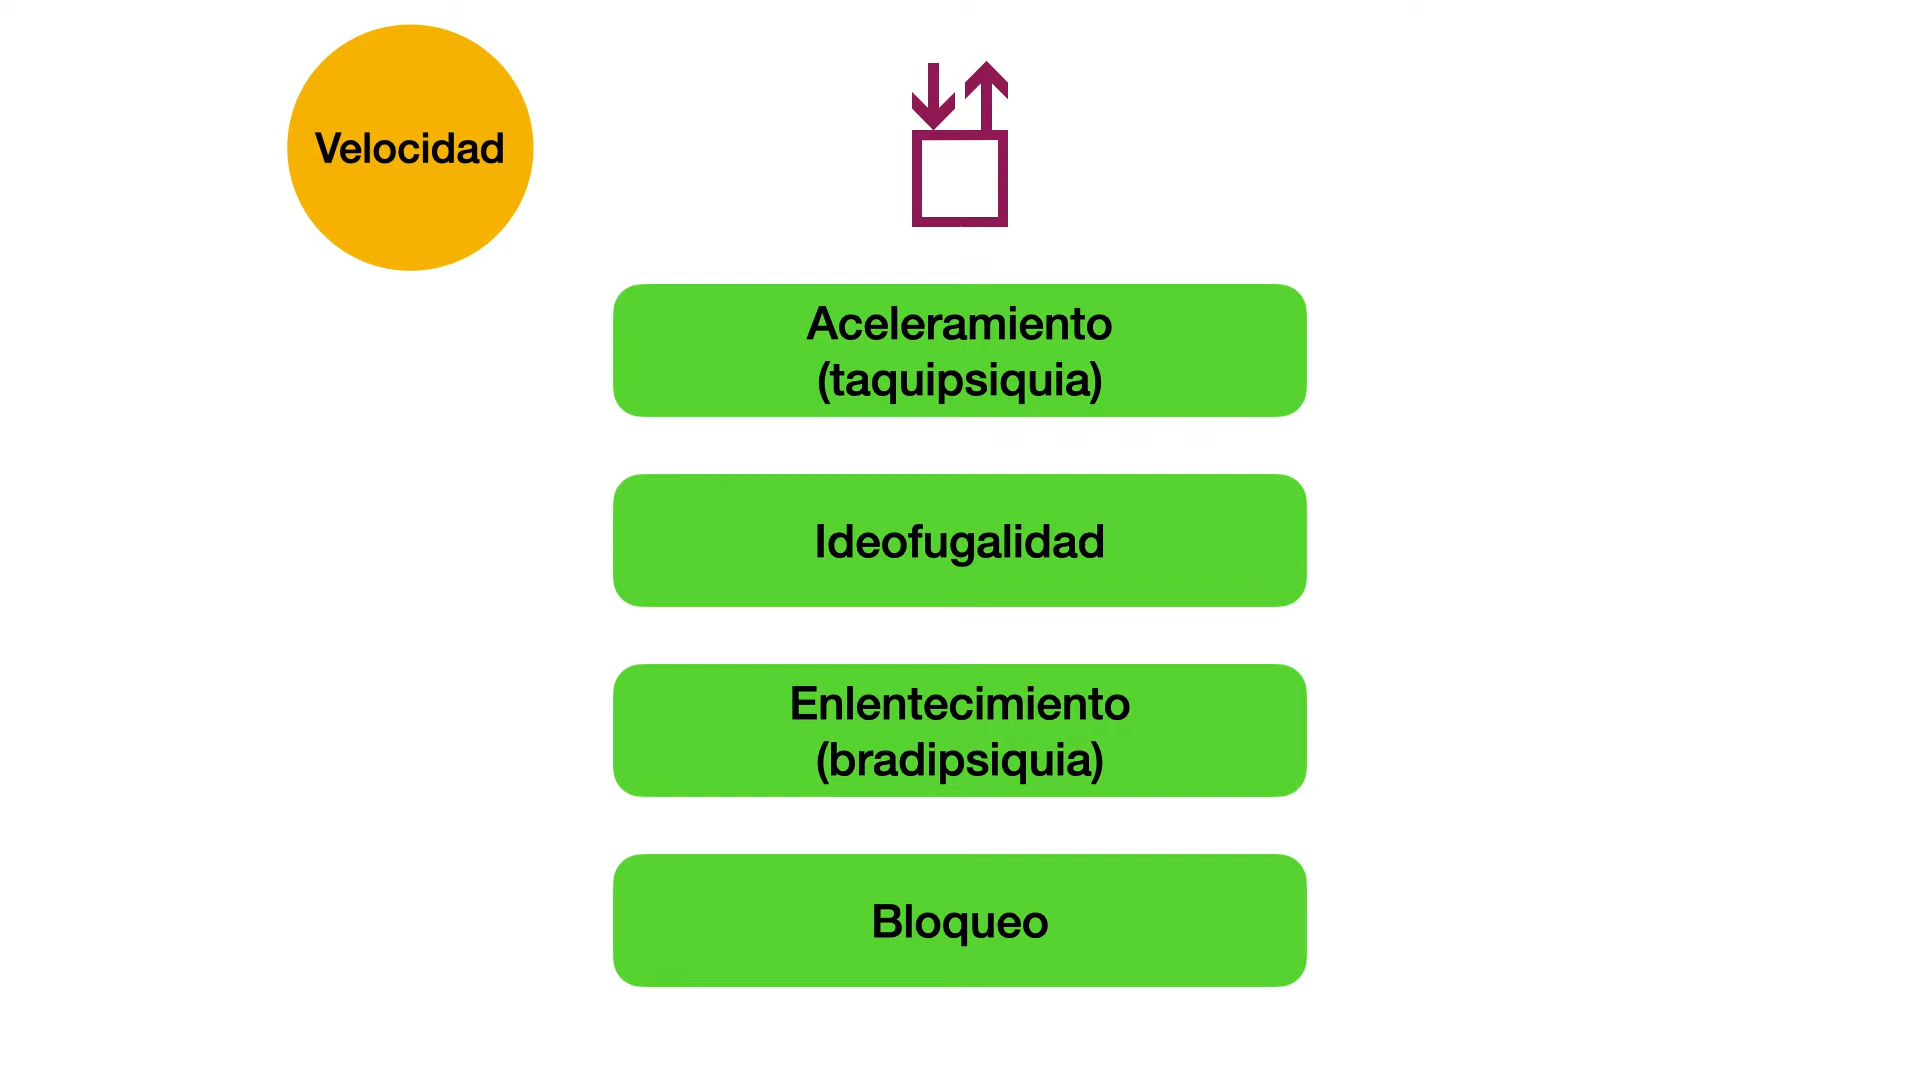 Velocidad
Aceleramiento
(taquipsiquia)
Ideofugalidad
Enlentecimiento
(bradipsiquia)
Bloqueo